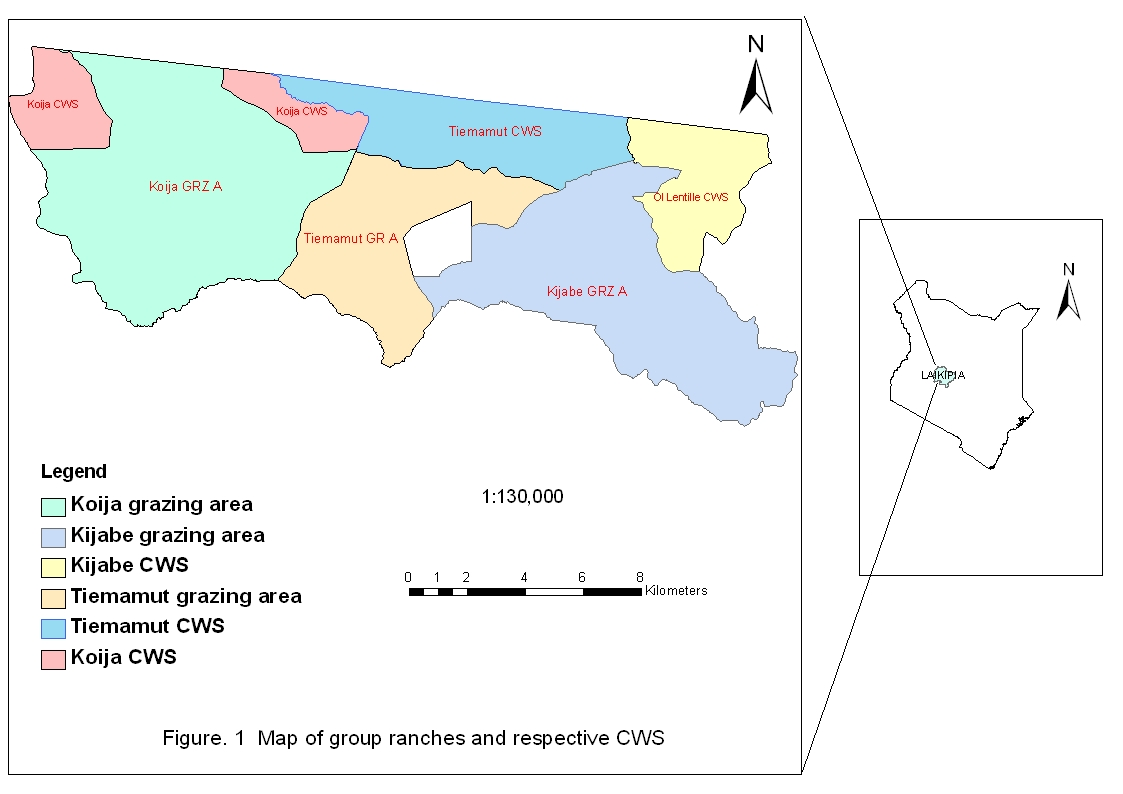 N
Koija CWS
Koija CWS
Tiemamut CWS
Koija GRZ A
Ol Lentille CWS
Tiemamut GR A
Kijabe GRZ A
N
LAIKIPIA
Legend
Koija grazing area
Kijabe grazing area
Kijabe CWS
Tiemamut grazing area
Tiemamut CWS
Koija CWS
1:130,000
0 1 2 4 6 8
Kilometers
Figure. 1 Map of group ranches and respective CWS